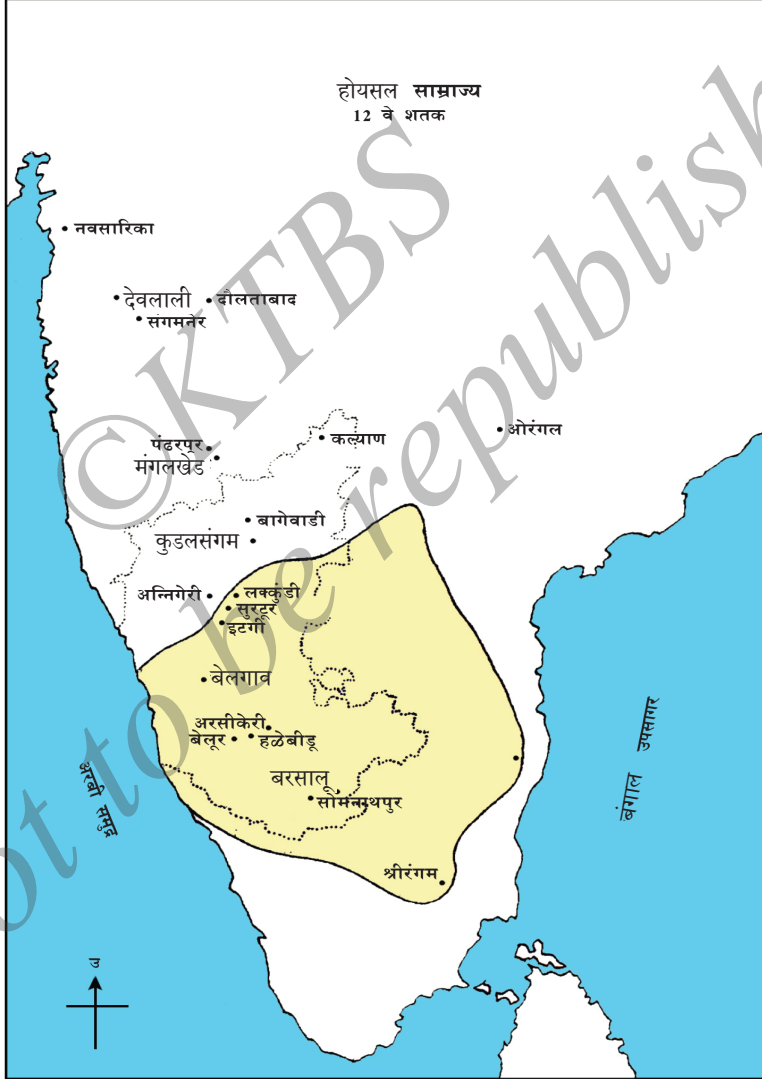 होयसल साम्राज्य
12 वे शतक
नवसारिका
देवलाली
दौलताबाद
संगमनेर
कल्याण
ओरंगल
पंढरपूर
मंगलखेड
बागेवाडी
कुडलसंगम
अन्निगेरी
लक्कुंडी
सुरटूर
इटगी
बेलगाव
अरसीकेरी
बेलूर
हळेबीडू
बरसालू
सोमनाथपुर
श्रीरंगम
अरबी समुद्र
बंगाल उपसागर
उ
©KTBS
not to be republish